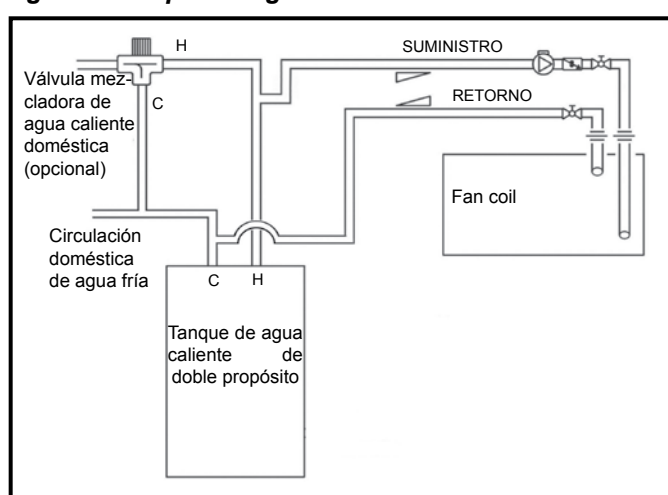 H
SUMINISTRO
Válvula mez-
cladora de
agua caliente
doméstica
(opcional)
C
RETORNO
Fan coil
Circulación
doméstica
de agua fría
C H
Tanque de agua
caliente de
doble propósito